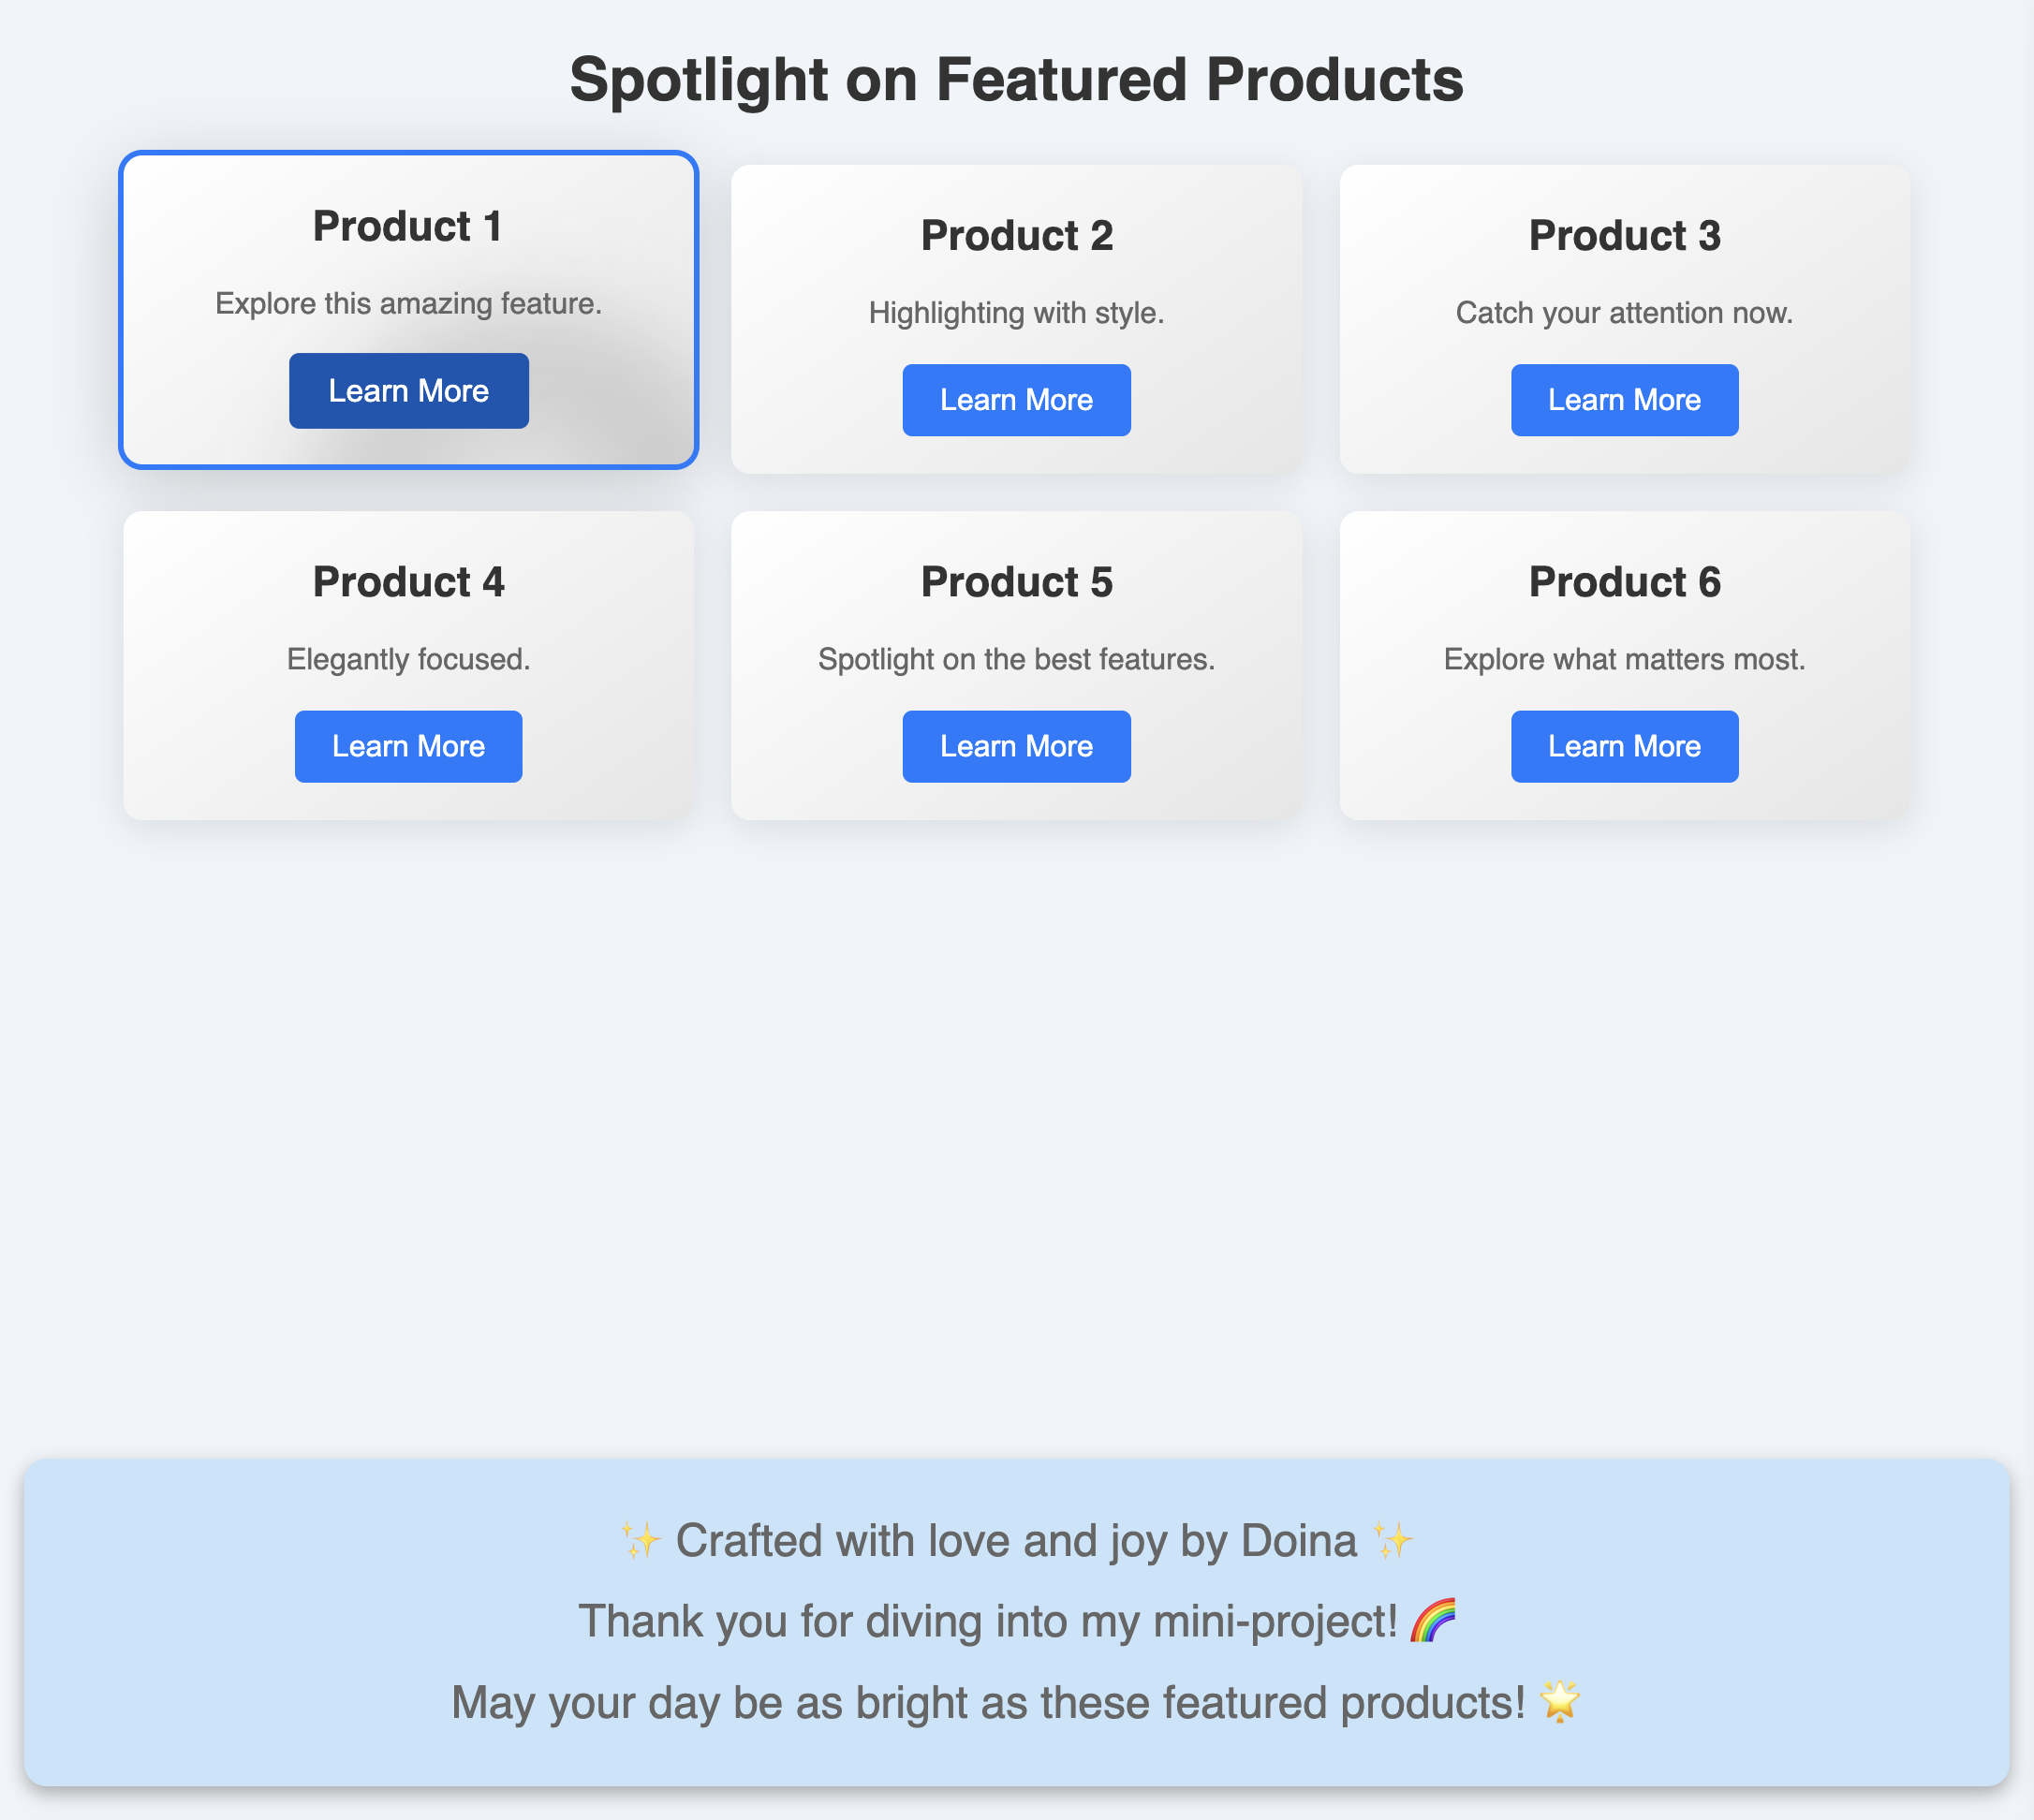 Spotlight on Featured Products
Product 1
Explore this amazing feature.
Learn More
Product 2
Highlighting with style.
Learn More
Product 3
Catch your attention now.
Learn More
Product 4
Elegantly focused.
Learn More
Product 5
Spotlight on the best features.
Learn More
Product 6
Explore what matters most.
Learn More
✨ Crafted with love and joy by Doina ✨
Thank you for diving into my mini-project! 🌈
May your day be as bright as these featured products! 🌟